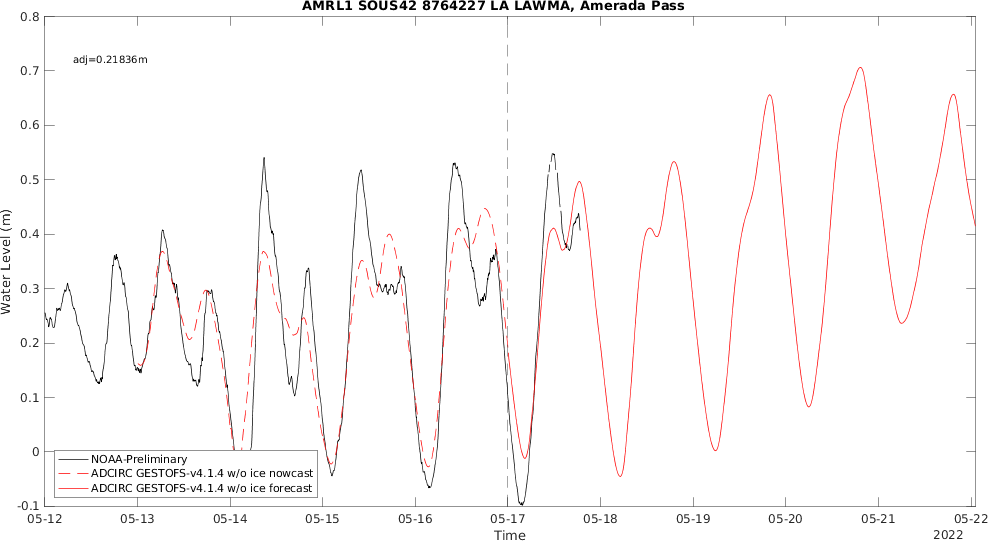 AMRL1 SOUS42 8764227 LA LAWMA, Amerada Pass
adj=0.21836m
Water Level (m)
0.8
0.7
0.6
0.5
0.4
0.3
0.2
0.1
0
-0.1
NOAA-Preliminary
ADCIRC GESTOFS-v4.1.4 w/o ice nowcast
ADCIRC GESTOFS-v4.1.4 w/o ice forecast
05-12 05-13 05-14 05-15 05-16 05-17 05-18 05-19 05-20 05-21 05-22
Time
2022